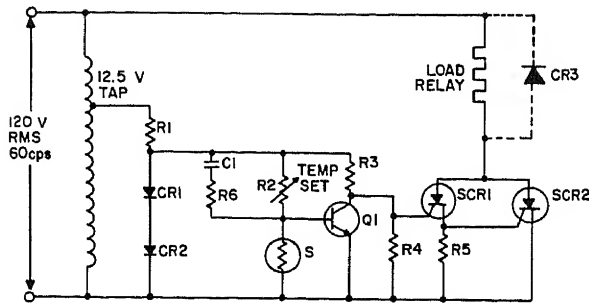 12.5 V
TAP
120 V
RMS
60cps
R1
CR1
CR2
C1
R6
R2
TEMP
SET
S
R3
Q1
R4
LOAD
RELAY
CR3
SCR1
SCR2
R5